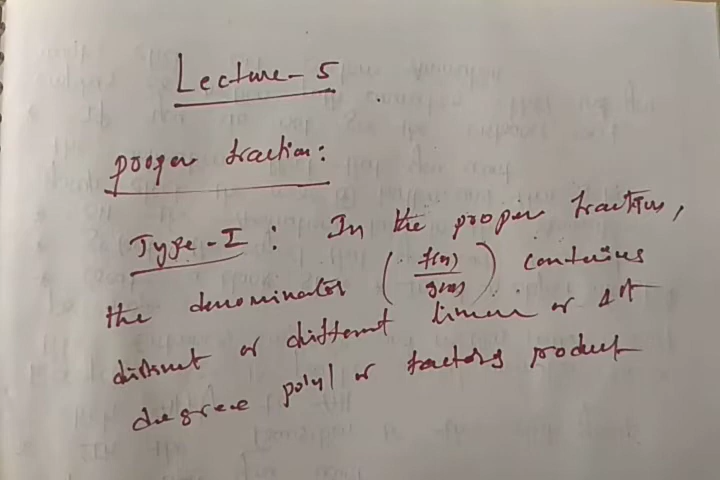 Lecture - 5
proper fraction:
Type-I : In the proper fraction,
the denominator (f(x)/g(x)) contains
distinct or different linear or 1st
degree polyl or factors product